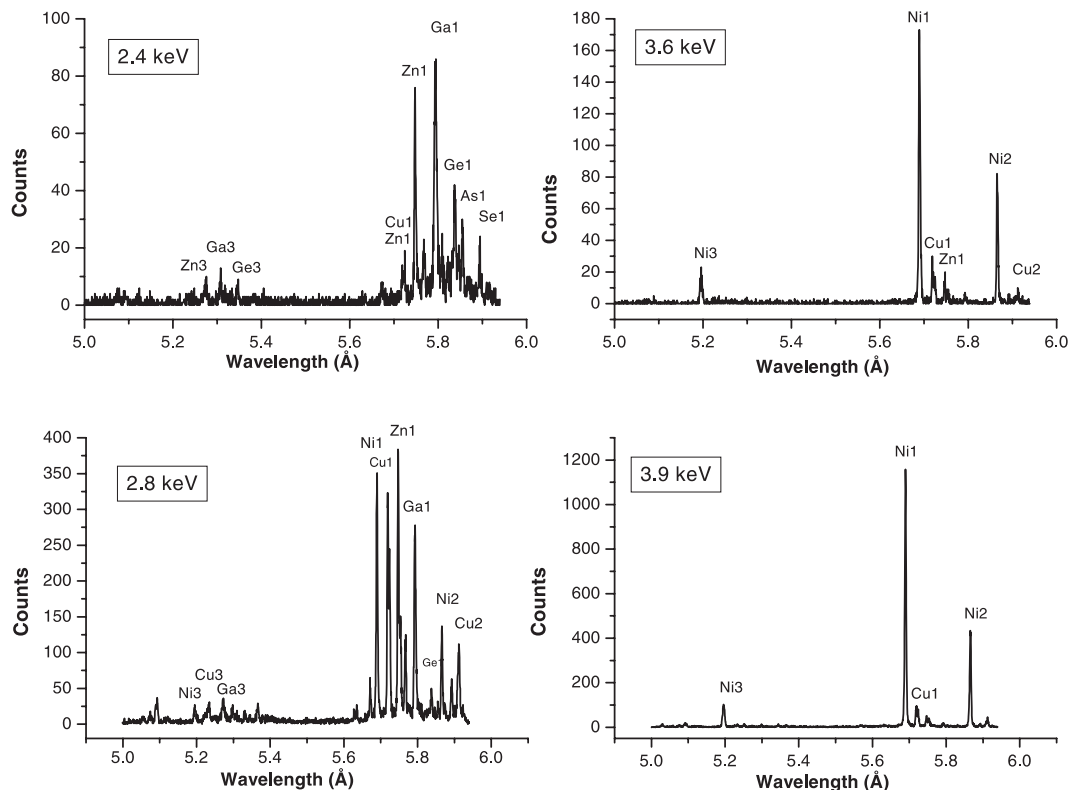 2.4 keV
Counts
100
80
60
40
20
0
Ga1
Zn1
Ge1
As1
Se1
Cu1
Zn1
Ga3
Zn3
Ge3
5.0 5.2 5.4 5.6 5.8 6.0
Wavelength (Å)
3.6 keV
Counts
180
160
140
120
100
80
60
40
20
0
Ni1
Ni2
Ni3
Cu1
Zn1
Cu2
5.0 5.2 5.4 5.6 5.8 6.0
Wavelength (Å)
2.8 keV
Counts
400
350
300
250
200
150
100
50
0
Zn1
Ni1
Cu1
Ga1
Ni2
Cu2
Ge1
Cu3
Ni3
Ga3
5.0 5.2 5.4 5.6 5.8 6.0
Wavelength (Å)
3.9 keV
Counts
1200
1000
800
600
400
200
0
Ni1
Ni2
Ni3
Cu1
5.0 5.2 5.4 5.6 5.8 6.0
Wavelength (Å)